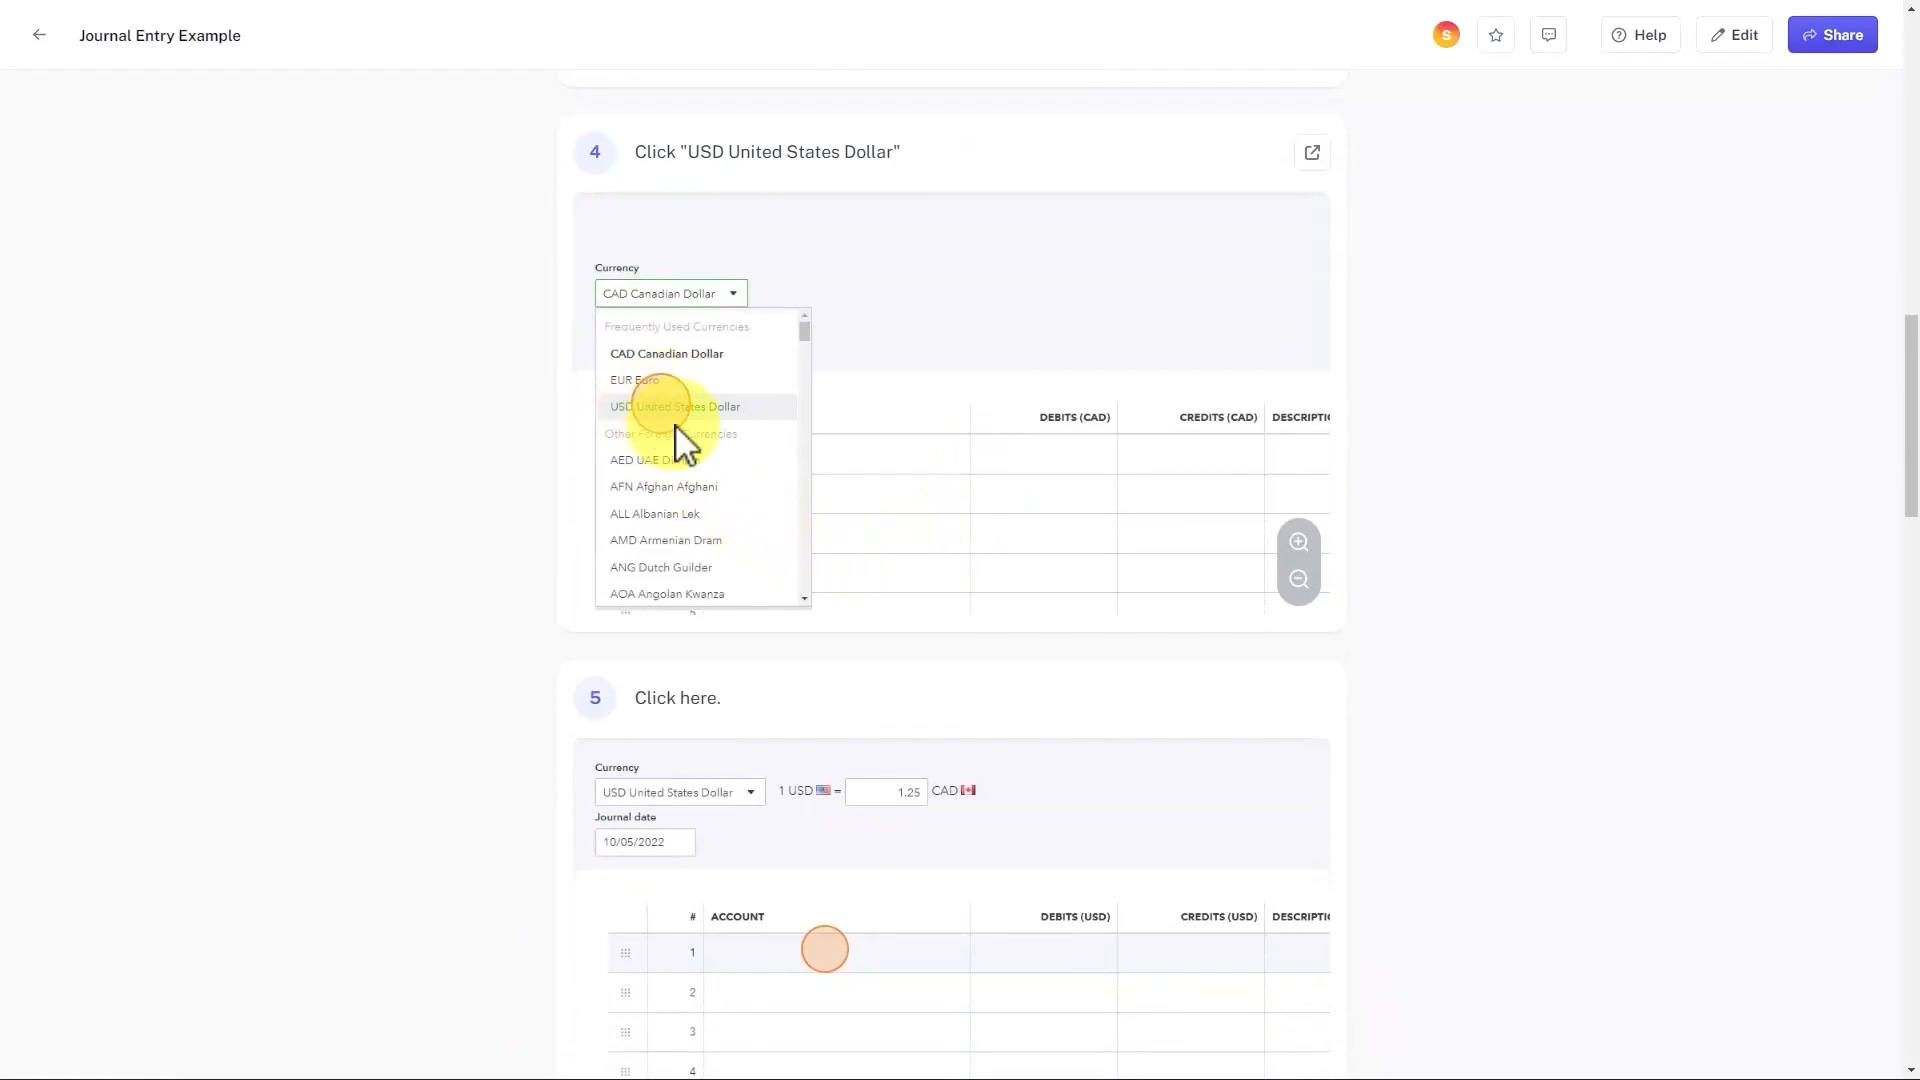 Journal Entry Example
S
Help
Edit
Share
4
Click "USD United States Dollar"
Currency
CAD Canadian Dollar
Frequently Used Currencies
CAD Canadian Dollar
EUR Euro
USD United States Dollar
Other Foreign Currencies
AED UAE
AFN Afghan Afghani
ALL Albanian Lek
AMD Armenian Dram
ANG Dutch Guilder
AOA Angolan Kwanza
DEBITS (CAD) CREDITS (CAD) DESCRIPTI
5
5
Click here.
Currency
USD United States Dollar
1 USD = 1.25 CAD
Journal date
10/05/2022
# ACCOUNT DEBITS (USD) CREDITS (USD) DESCRIPTI
1
2
3
4